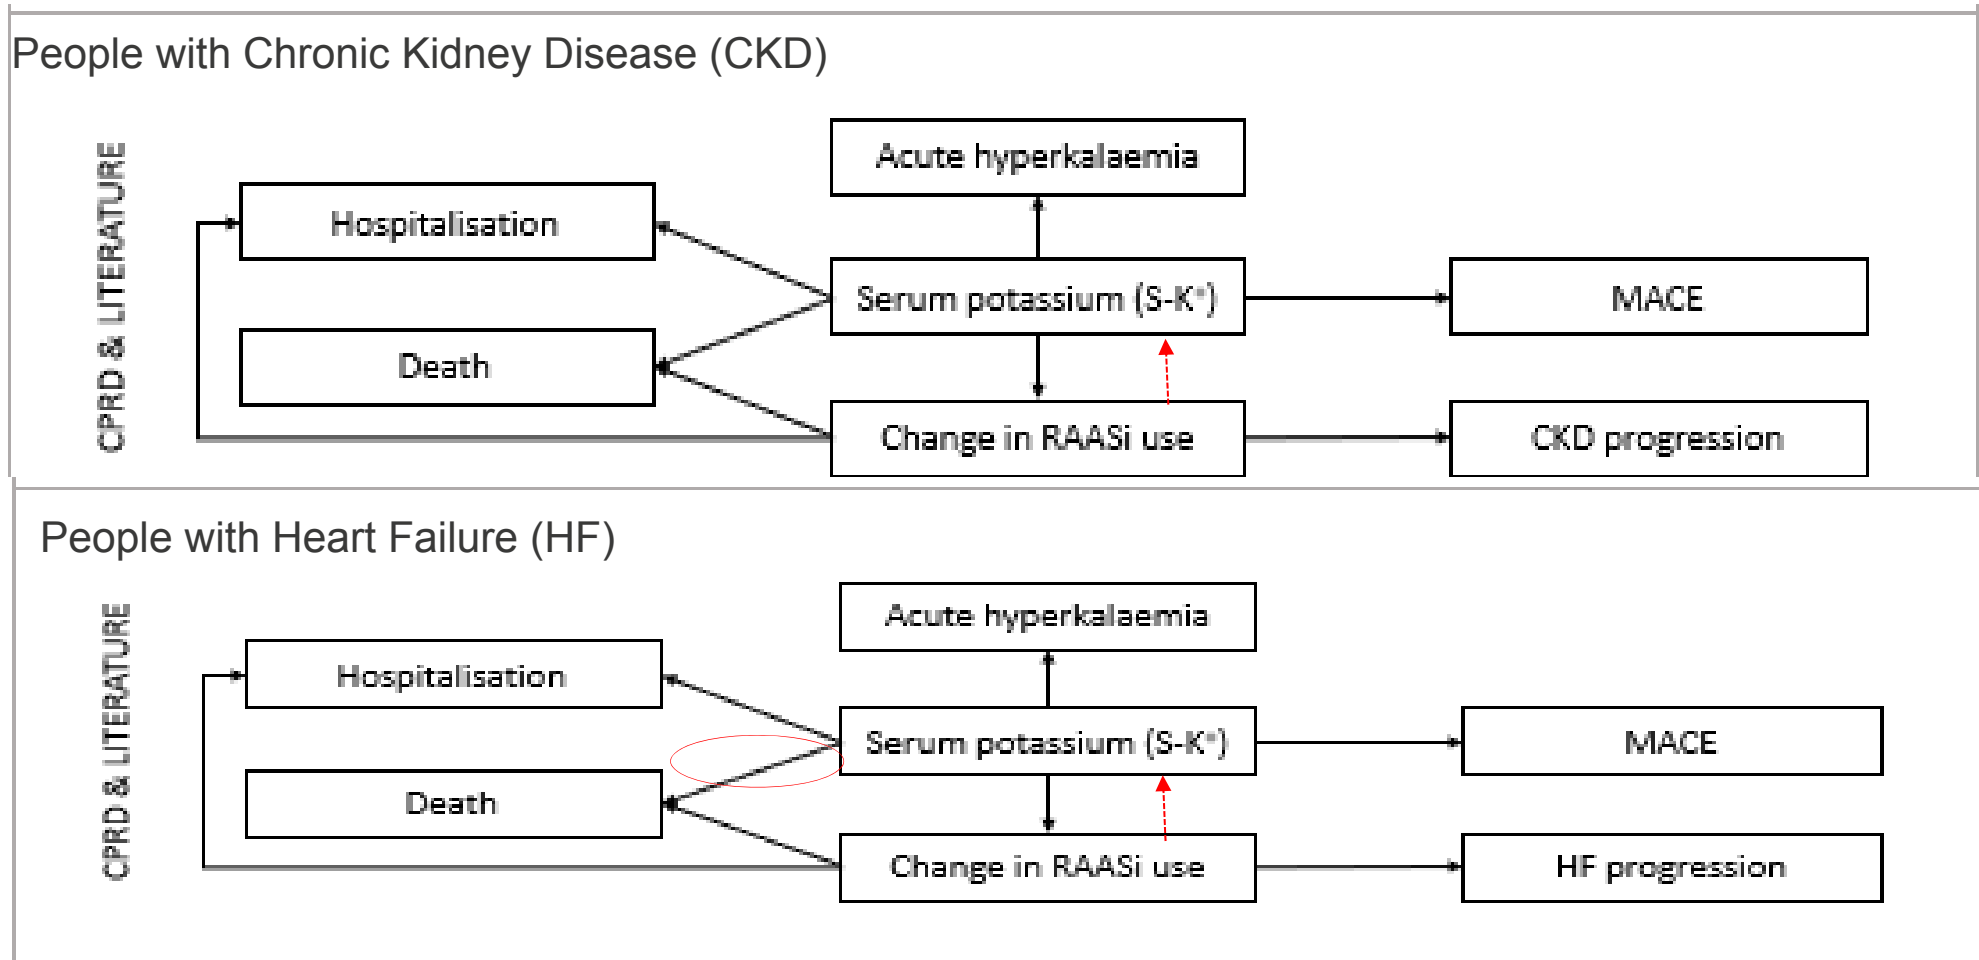 People with Chronic Kidney Disease (CKD)
CPRD & LITERATURE
Acute hyperkalaemia
Hospitalisation
Serum potassium (S-K⁺)
MACE
Death
Change in RAASi use
CKD progression
People with Heart Failure (HF)
CPRD & LITERATURE
Acute hyperkalaemia
Hospitalisation
Serum potassium (S-K⁺)
MACE
Death
Change in RAASi use
HF progression